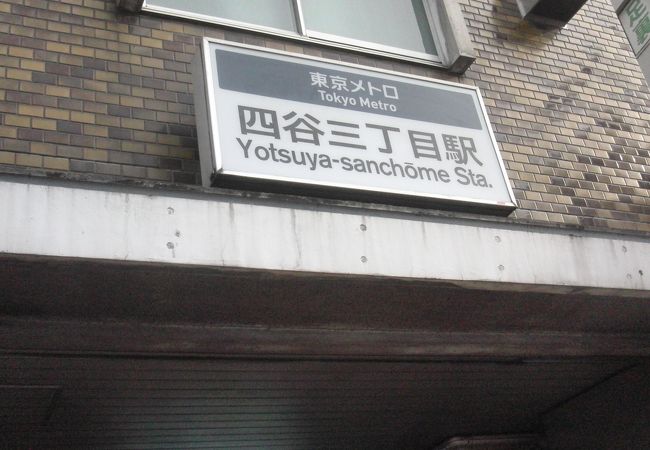 東京メトロ
Tokyo Metro
四谷三丁目駅
Yotsuya-sanchōme Sta.